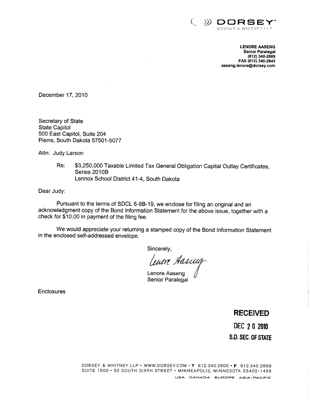 DORSEY
DORSEY & WHITNEY LLP
LENORE AASENG
Senior Paralegal
(612) 340-2669
FAX (612) 340-2643
aaseng.lenore@dorsey.com
December 17, 2010
Secretary of State
State Capitol
500 East Capitol, Suite 204
Pierre, South Dakota 57501-5077
Attn: Judy Larson
Re: $3,250,000 Taxable Limited Tax General Obligation Capital Outlay Certificates,
Series 2010B
Lennox School District 41-4, South Dakota
Dear Judy:
Pursuant to the terms of SDCL 6-8B-19, we enclose for filing an original and an
acknowledgment copy of the Bond Information Statement for the above issue, together with a
check for $10.00 in payment of the filing fee.
We would appreciate your returning a stamped copy of the Bond Information Statement
in the enclosed self-addressed envelope.
Sincerely,
Lenore Aaseng
Lenore Aaseng
Senior Paralegal
Enclosures
RECEIVED
DEC 20 2010
S.D. SEC. OF STATE
DORSEY & WHITNEY LLP • WWW.DORSEY.COM • T 612.340.2600 • F 612.340.2868
SUITE 1500 • 50 SOUTH SIXTH STREET • MINNEAPOLIS, MINNESOTA 55402-1498
USA CANADA EUROPE ASIA-PACIFIC